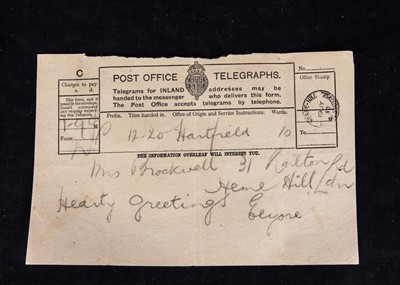 C
Charges to pay
s. d.
POST OFFICE TELEGRAPHS.
No.
Office Stamp
Telegrams for INLAND addresses may be
handed to the messenger who delivers this form.
The Post Office accepts telegrams by telephone.
Prefix. Time handed in. Office of Origin and Service Instructions. Words.
From
12-20 Hartfield 10
THE INFORMATION OVERLEAF WILL INTEREST YOU.
Mrs Brockwell 31 Railton Rd
Herne Hill Ldn
Hearty Greetings Eeyore